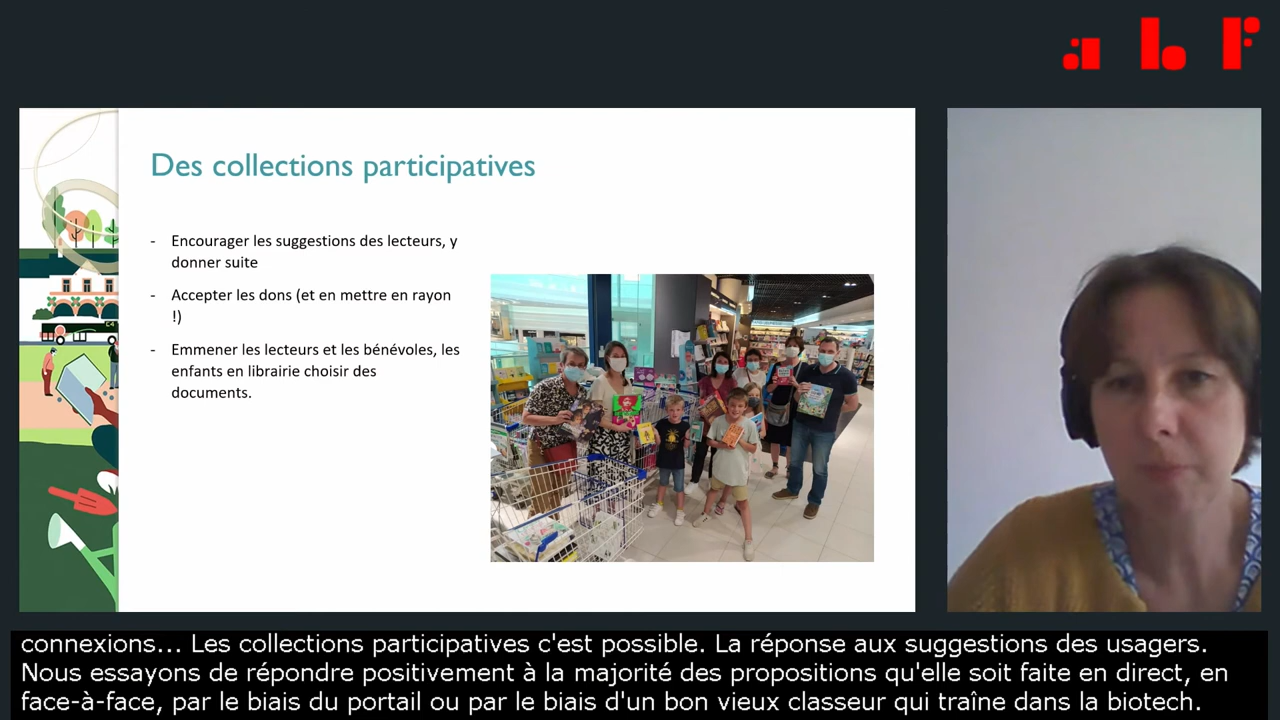 abf
Des collections participatives
- Encourager les suggestions des lecteurs, y
donner suite
- Accepter les dons (et en mettre en rayon
!)
- Emmener les lecteurs et les bénévoles, les
enfants en librairie choisir des
documents.
connexions... Les collections participatives c'est possible. La réponse aux suggestions des usagers.
Nous essayons de répondre positivement à la majorité des propositions qu'elle soit faite en direct, en
face-à-face, par le biais du portail ou par le biais d'un bon vieux classeur qui traîne dans la biotech.